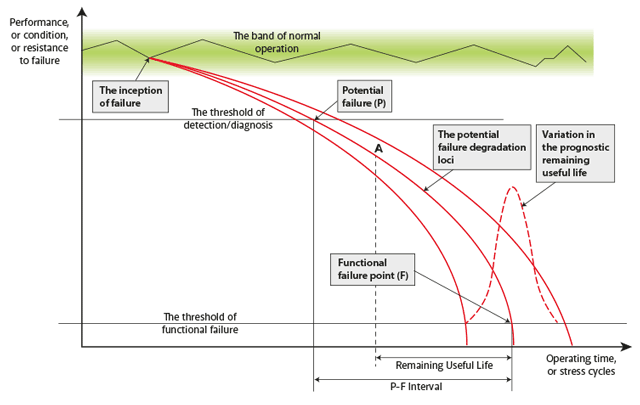 Performance,
or condition,
or resistance
to failure
The band of normal
operation
The inception
of failure
Potential
failure (P)
The threshold of
detection/diagnosis
A
The potential
failure degradation
loci
Variation in
the prognostic
remaining
useful life
Functional
failure point (F)
The threshold of
functional failure
Remaining Useful Life
Operating time,
or stress cycles
P-F Interval